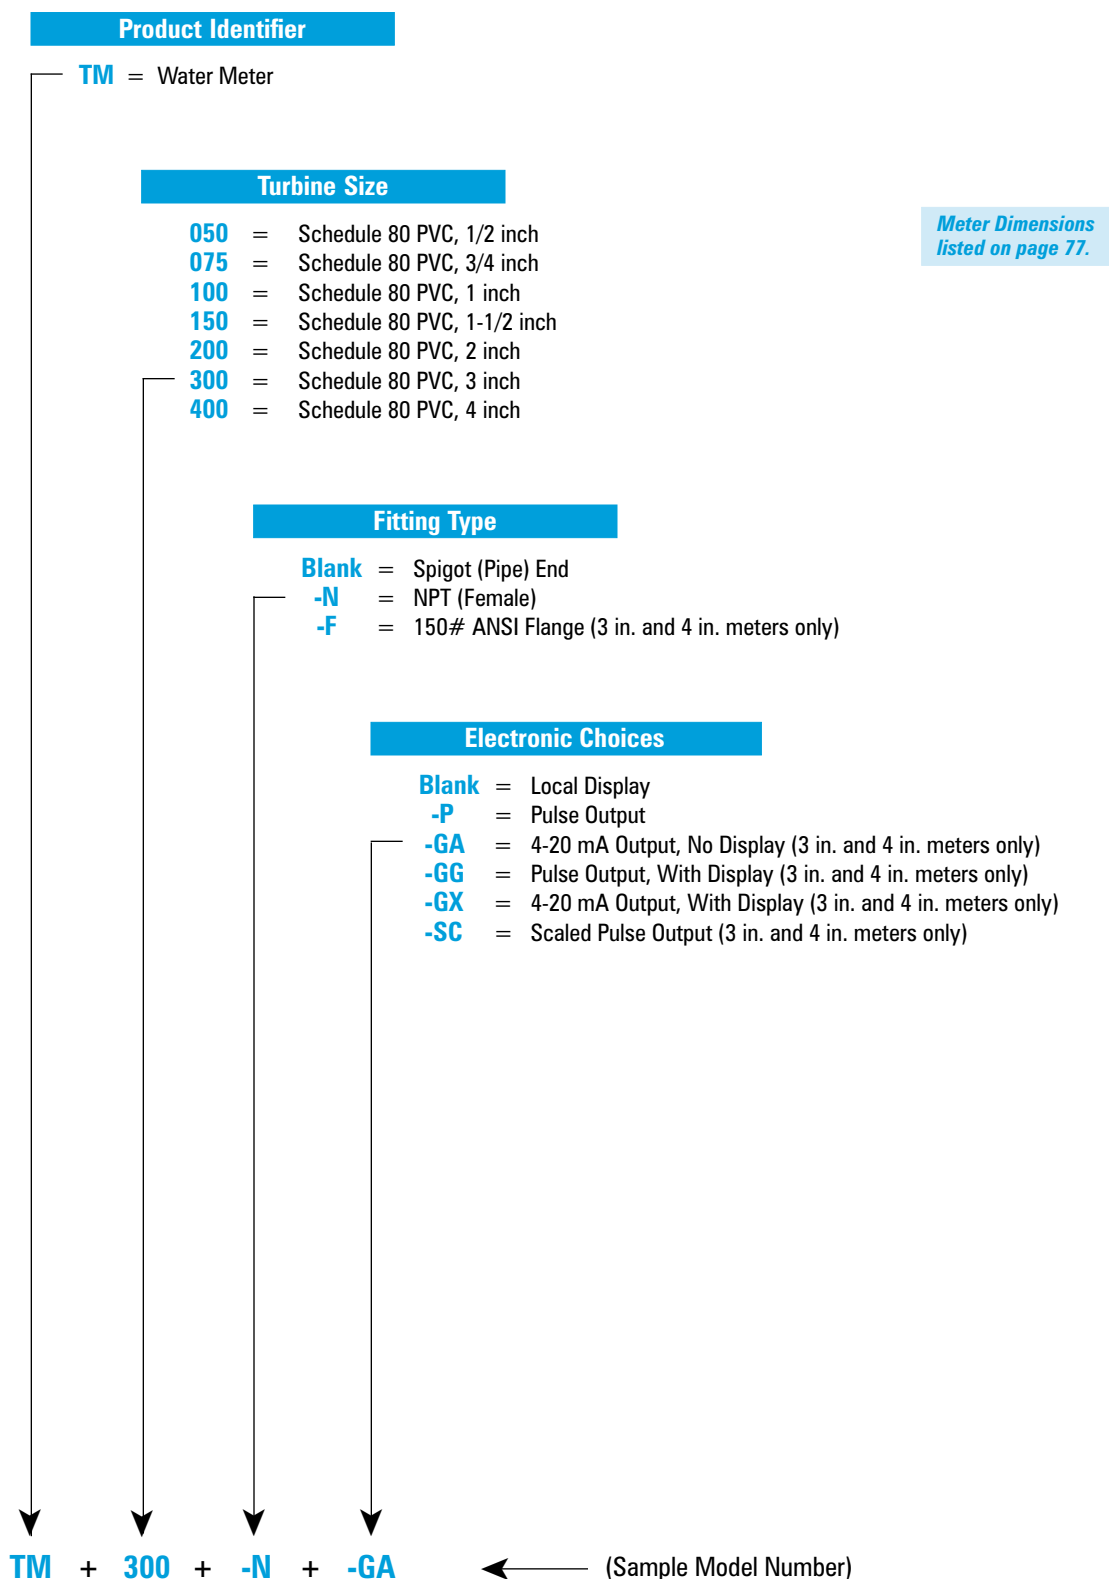 Product Identifier
TM = Water Meter
Turbine Size
050 = Schedule 80 PVC, 1/2 inch
075 = Schedule 80 PVC, 3/4 inch
100 = Schedule 80 PVC, 1 inch
150 = Schedule 80 PVC, 1-1/2 inch
200 = Schedule 80 PVC, 2 inch
300 = Schedule 80 PVC, 3 inch
400 = Schedule 80 PVC, 4 inch
Meter Dimensions
listed on page 77.
Fitting Type
Blank = Spigot (Pipe) End
-N = NPT (Female)
-F = 150# ANSI Flange (3 in. and 4 in. meters only)
Electronic Choices
Blank = Local Display
-P = Pulse Output
-GA = 4-20 mA Output, No Display (3 in. and 4 in. meters only)
-GG = Pulse Output, With Display (3 in. and 4 in. meters only)
-GX = 4-20 mA Output, With Display (3 in. and 4 in. meters only)
-SC = Scaled Pulse Output (3 in. and 4 in. meters only)
TM + 300 + -N + -GA (Sample Model Number)